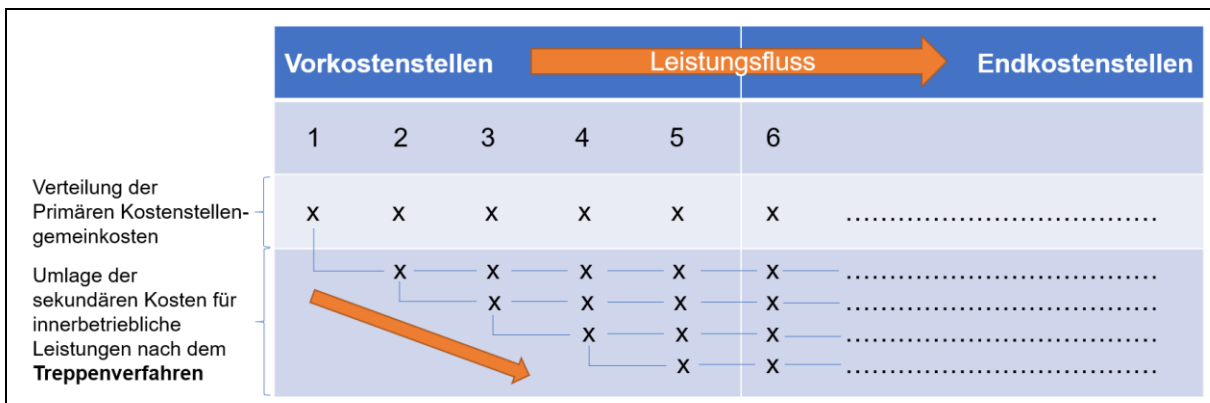 Vorkostenstellen Leistungsfluss Endkostenstellen
1 2 3 4 5 6
Verteilung der
Primären Kostenstellen-
gemeinkosten
x x x x x x ...................................
Umlage der
sekundären Kosten für
innerbetriebliche
Leistungen nach dem
Treppenverfahren
x x x x x ...................................
x x x x ...................................
x x x ...................................
x x ...................................